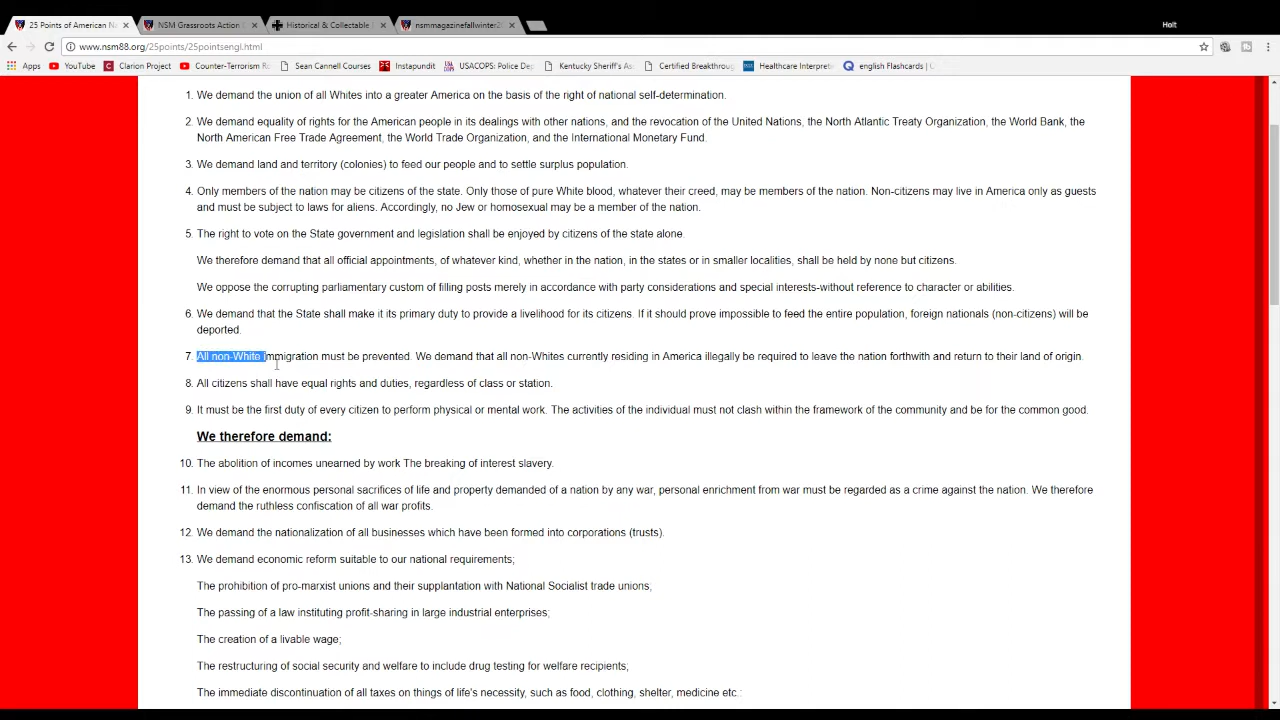 25 Points of American N
NSM Grassroots Action
Historical & Collectable
nsmmagazinefallwinter2
Holt
www.nsm88.org/25points/25pointsengl.html
Apps YouTube Clarion Project Counter-Terrorism R Sean Cannell Courses Instapundit USACOPS: Police De Kentucky Sheriff's As Certified Breakthrou Healthcare Interpret english Flashcards |
1. We demand the union of all Whites into a greater America on the basis of the right of national self-determination.
2. We demand equality of rights for the American people in its dealings with other nations, and the revocation of the United Nations, the North Atlantic Treaty Organization, the World Bank, the
North American Free Trade Agreement, the World Trade Organization, and the International Monetary Fund.
3. We demand land and territory (colonies) to feed our people and to settle surplus population.
4. Only members of the nation may be citizens of the state. Only those of pure White blood, whatever their creed, may be members of the nation. Non-citizens may live in America only as guests
and must be subject to laws for aliens. Accordingly, no Jew or homosexual may be a member of the nation.
5. The right to vote on the State government and legislation shall be enjoyed by citizens of the state alone.
We therefore demand that all official appointments, of whatever kind, whether in the nation, in the states or in smaller localities, shall be held by none but citizens.
We oppose the corrupting parliamentary custom of filling posts merely in accordance with party considerations and special interests-without reference to character or abilities.
6. We demand that the State shall make it its primary duty to provide a livelihood for its citizens. If it should prove impossible to feed the entire population, foreign nationals (non-citizens) will be
deported.
7. All non-White immigration must be prevented. We demand that all non-Whites currently residing in America illegally be required to leave the nation forthwith and return to their land of origin.
8. All citizens shall have equal rights and duties, regardless of class or station.
9. It must be the first duty of every citizen to perform physical or mental work. The activities of the individual must not clash within the framework of the community and be for the common good.
We therefore demand:
10. The abolition of incomes unearned by work The breaking of interest slavery.
11. In view of the enormous personal sacrifices of life and property demanded of a nation by any war, personal enrichment from war must be regarded as a crime against the nation. We therefore
demand the ruthless confiscation of all war profits.
12. We demand the nationalization of all businesses which have been formed into corporations (trusts).
13. We demand economic reform suitable to our national requirements;
The prohibition of pro-marxist unions and their supplantation with National Socialist trade unions;
The passing of a law instituting profit-sharing in large industrial enterprises;
The creation of a livable wage;
The restructuring of social security and welfare to include drug testing for welfare recipients;
The immediate discontinuation of all taxes on things of life's necessity, such as food, clothing, shelter, medicine etc.: